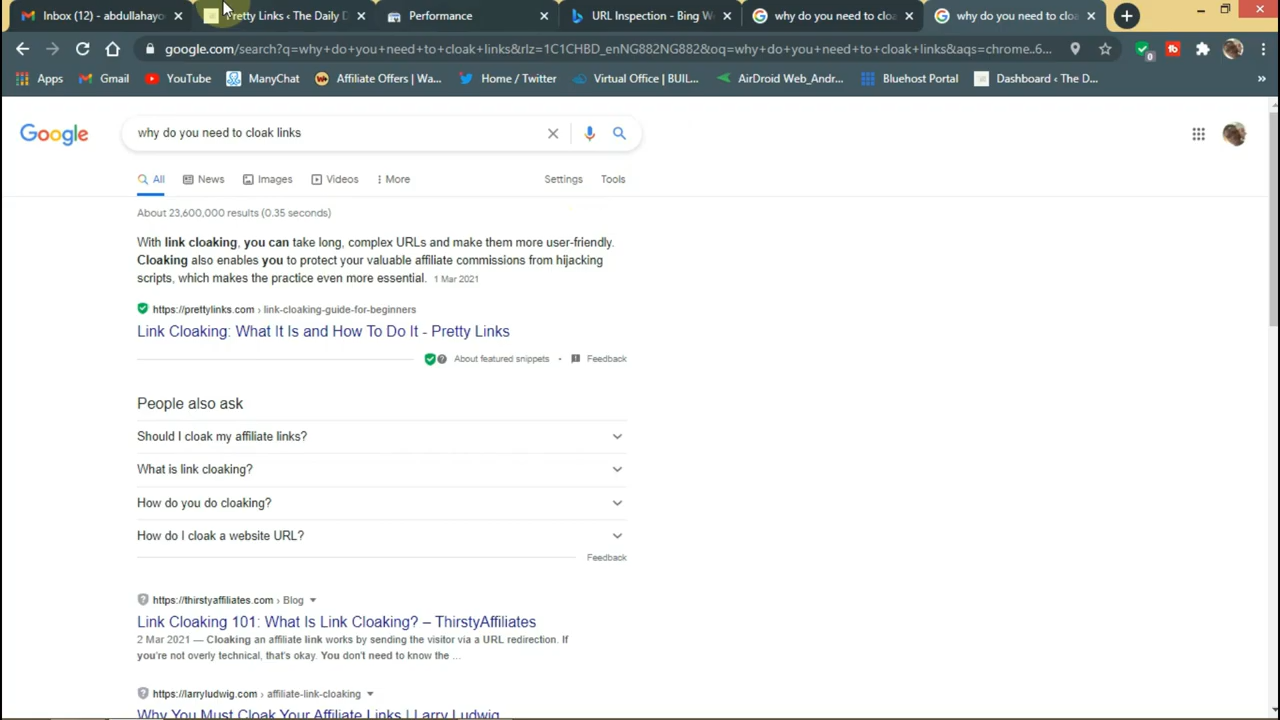 Inbox (12) - abdullahayo
Pretty Links ‹ The Daily D
Performance
URL Inspection - Bing W
why do you need to clo
why do you need to clo
google.com/search?q=why+do+you+need+to+cloak+links&rlz=1C1CHBD_enNG882NG882&oq=why+do+you+need+to+cloak+links&aqs=chrome..6...
0
Apps
Gmail
YouTube
ManyChat
Affiliate Offers | Wa...
Home / Twitter
Virtual Office | BUIL...
AirDroid Web_Andr...
Bluehost Portal
Dashboard ‹ The D...
»
Google
why do you need to cloak links
All
News
Images
Videos
More
Settings
Tools
About 23,600,000 results (0.35 seconds)
With link cloaking, you can take long, complex URLs and make them more user-friendly.
Cloaking also enables you to protect your valuable affiliate commissions from hijacking
scripts, which makes the practice even more essential. 1 Mar 2021
https://prettylinks.com › link-cloaking-guide-for-beginners
Link Cloaking: What It Is and How To Do It - Pretty Links
About featured snippets • Feedback
People also ask
Should I cloak my affiliate links?
What is link cloaking?
How do you do cloaking?
How do I cloak a website URL?
Feedback
https://thirstyaffiliates.com › Blog
Link Cloaking 101: What Is Link Cloaking? – ThirstyAffiliates
2 Mar 2021 — Cloaking an affiliate link works by sending the visitor via a URL redirection. If
you're not overly technical, that's okay. You don't need to know the ...
https://larryludwig.com › affiliate-link-cloaking
Why You Must Cloak Your Affiliate Links | Larry Ludwig